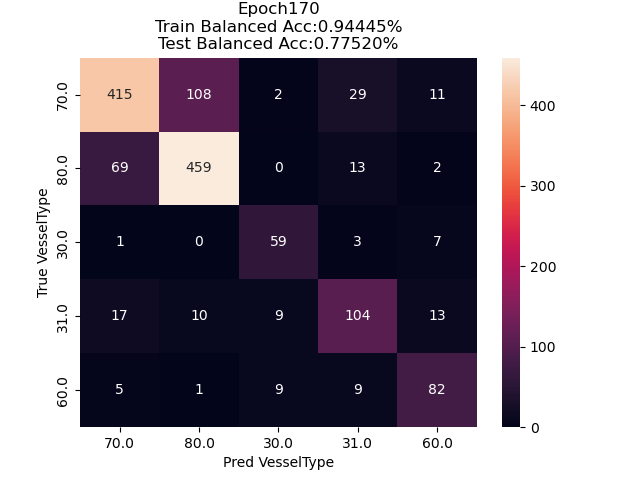 Epoch170
Train Balanced Acc:0.94445%
Test Balanced Acc:0.77520%
True VesselType
70.0 415 108 2 29 11
80.0 69 459 0 13 2
30.0 1 0 59 3 7
31.0 17 10 9 104 13
60.0 5 1 9 9 82
70.0 80.0 30.0 31.0 60.0
Pred VesselType
400
300
200
100
0